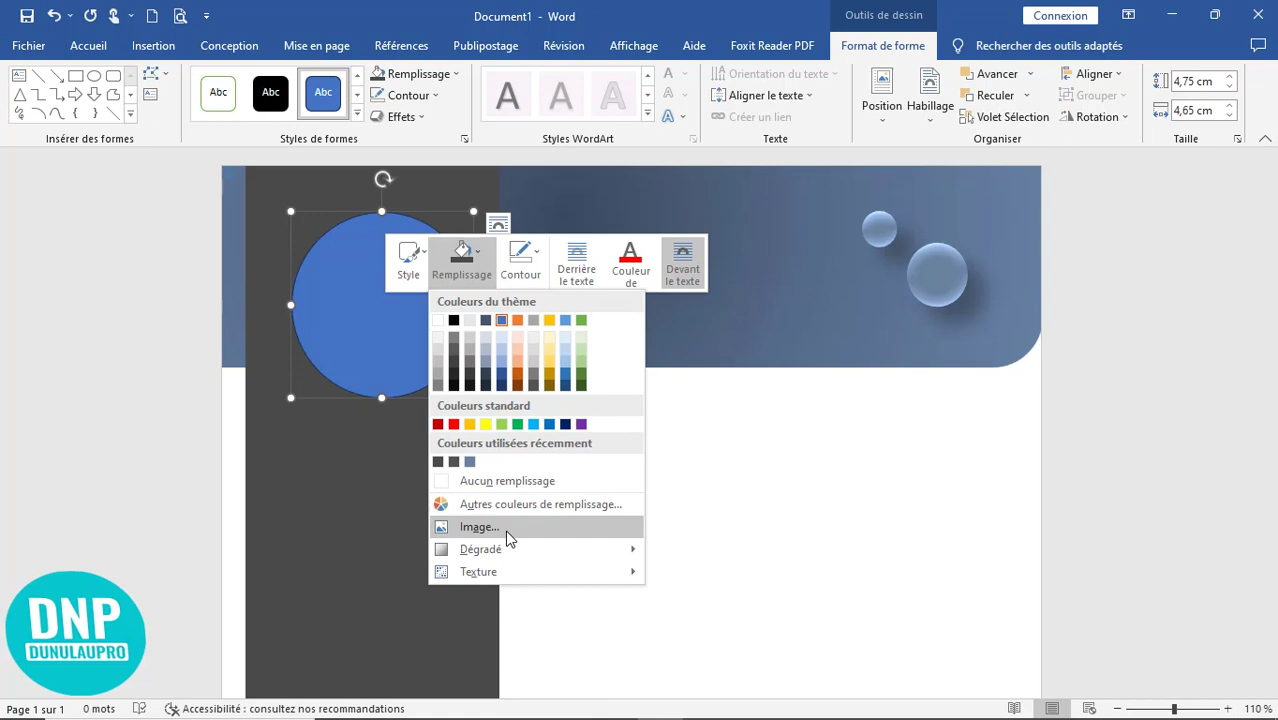 Document1 - Word
Outils de dessin
Connexion
Fichier Accueil Insertion Conception Mise en page Références Publipostage Révision Affichage Aide Foxit Reader PDF Format de forme Rechercher des outils adaptés
Abc Abc Abc
Remplissage
Contour
Effets
A A A
A
A
A
Orientation du texte
Aligner le texte
Créer un lien
Position
Habillage
Avancer
Reculer
Volet Sélection
Aligner
Grouper
Rotation
4,75 cm
4,65 cm
Insérer des formes Styles de formes Styles WordArt Texte Organiser Taille
Style
Remplissage
Contour
Derrière
le texte
A
Couleur
de
Devant
le texte
Couleurs du thème
Couleurs standard
Couleurs utilisées récemment
Aucun remplissage
Autres couleurs de remplissage...
Image...
Dégradé
Texture
DNP
DUNULAUPRO
Page 1 sur 1 0 mots Accessibilité : consultez nos recommandations 110 %